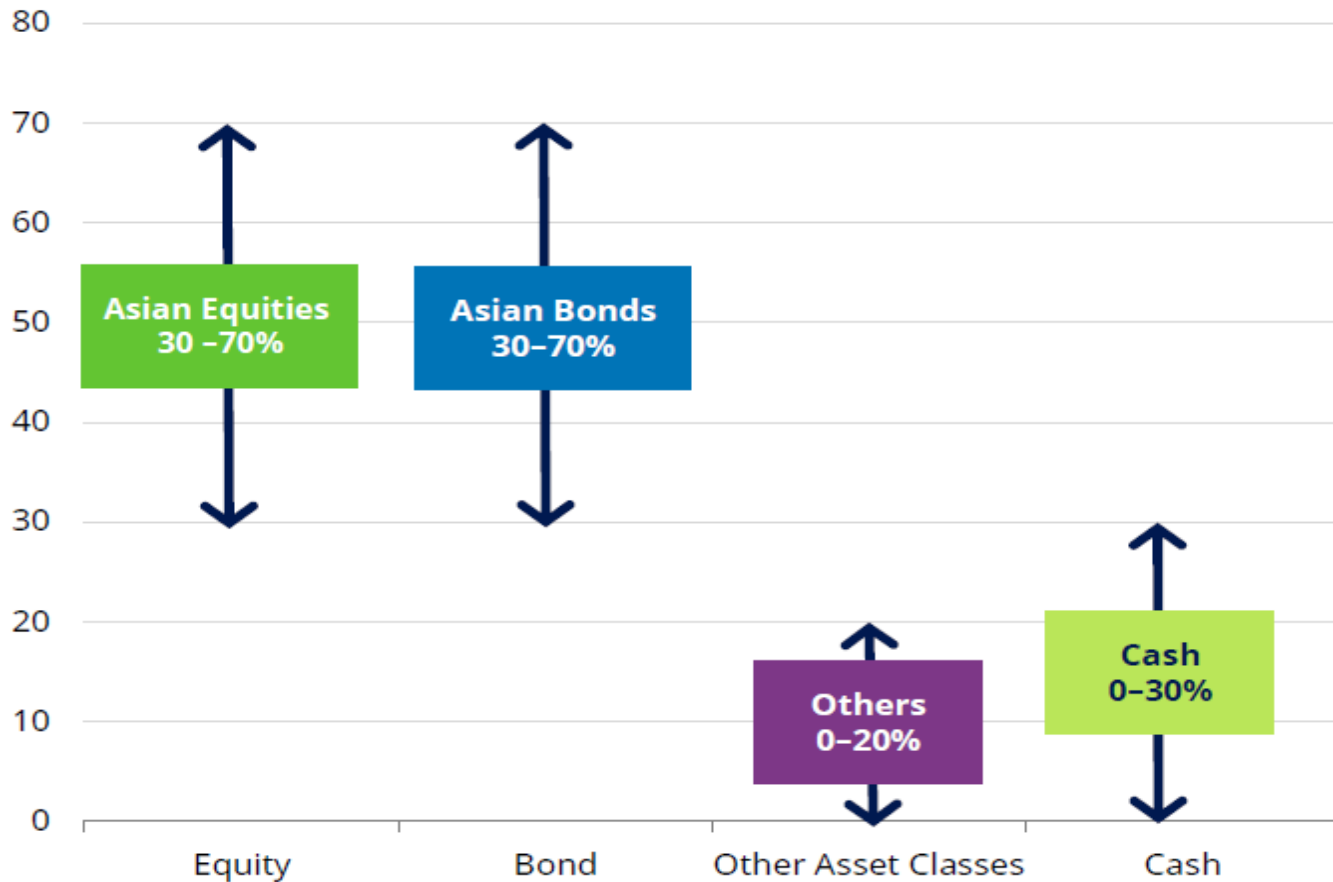 80
70
60
50
40
30
20
10
0
Asian Equities
30 –70%
Asian Bonds
30–70%
Others
0–20%
Cash
0–30%
Equity
Bond
Other Asset Classes
Cash